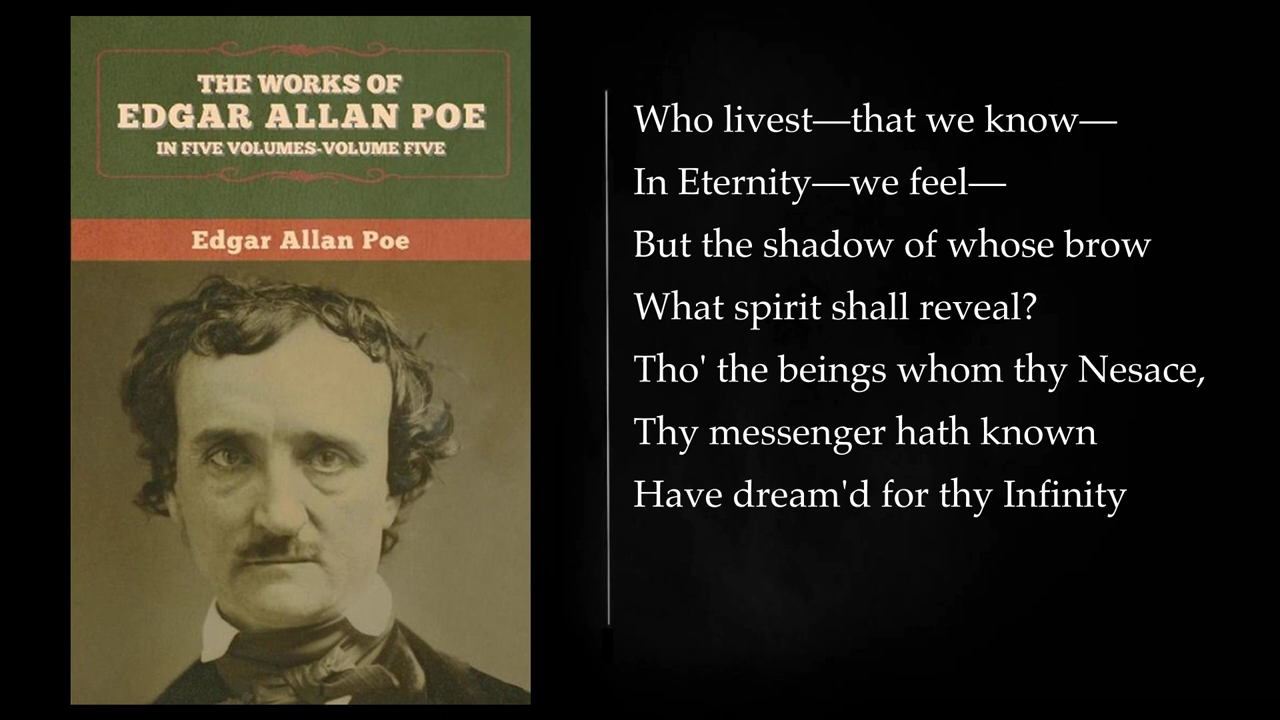 THE WORKS OF
EDGAR ALLAN POE
IN FIVE VOLUMES-VOLUME FIVE
Edgar Allan Poe
Who livest—that we know—
In Eternity—we feel—
But the shadow of whose brow
What spirit shall reveal?
Tho' the beings whom thy Nesace,
Thy messenger hath known
Have dream'd for thy Infinity